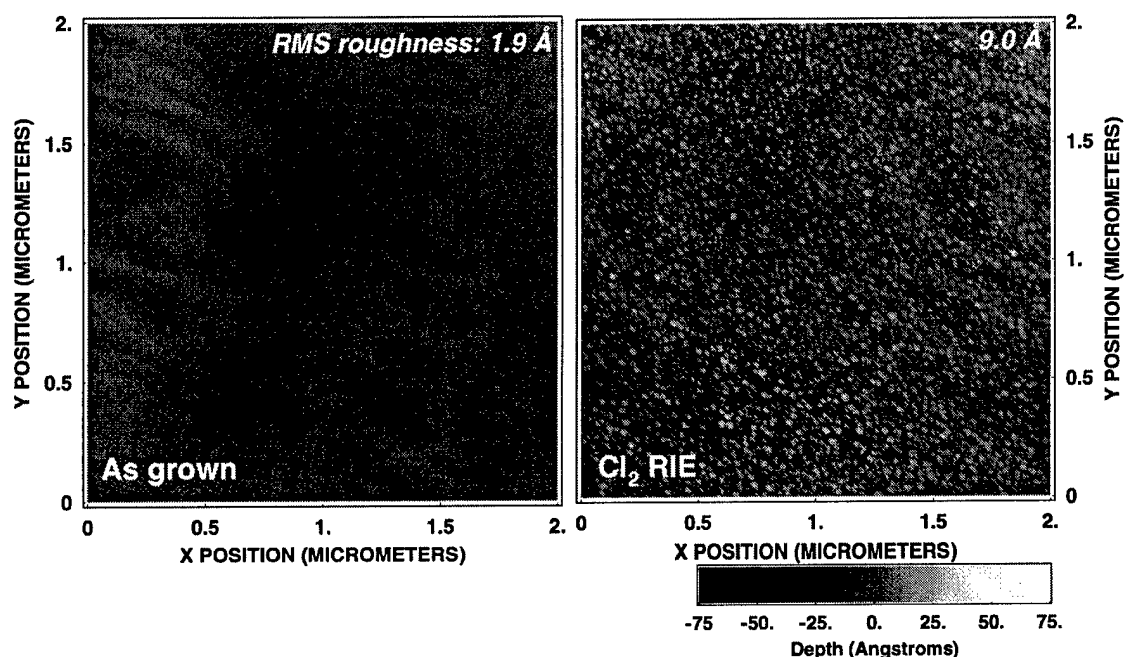 RMS roughness: 1.9 Å
9.0 Å
2.
1.5
1.
0.5
0
Y POSITION (MICROMETERS)
As grown
0 0.5 1. 1.5 2.
X POSITION (MICROMETERS)
Cl₂ RIE
2.
1.5
1.
0.5
0
Y POSITION (MICROMETERS)
0 0.5 1. 1.5 2.
X POSITION (MICROMETERS)
-75 -50. -25. 0. 25. 50. 75.
Depth (Angstroms)